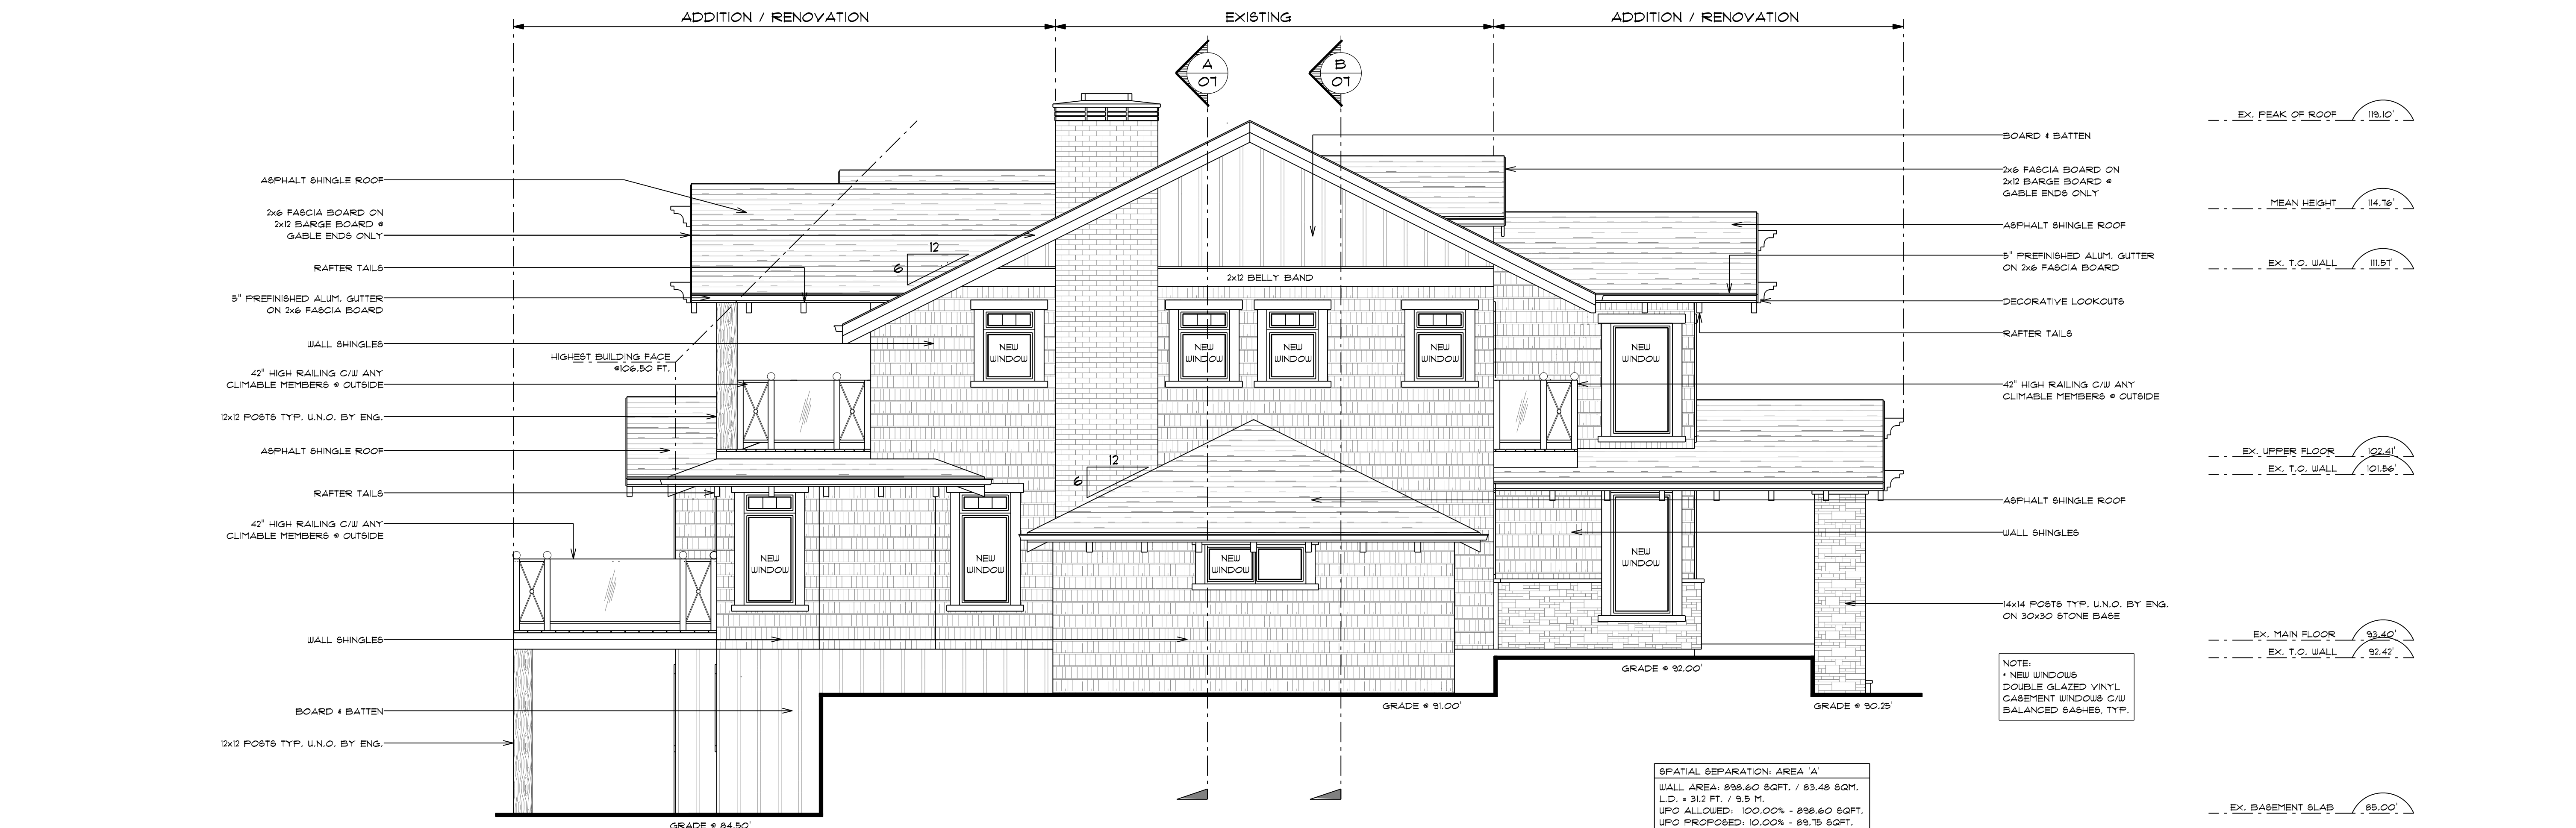 ADDITION / RENOVATION
EXISTING
ADDITION / RENOVATION
A
07
B
07
ASPHALT SHINGLE ROOF
2x6 FASCIA BOARD ON
2x12 BARGE BOARD @
GABLE ENDS ONLY
RAFTER TAILS
5" PREFINISHED ALUM. GUTTER
ON 2x6 FASCIA BOARD
WALL SHINGLES
HIGHEST BUILDING FACE
@106.50 FT.
42" HIGH RAILING C/W ANY
CLIMABLE MEMBERS @ OUTSIDE
12x12 POSTS TYP. U.N.O. BY ENG.
ASPHALT SHINGLE ROOF
RAFTER TAILS
42" HIGH RAILING C/W ANY
CLIMABLE MEMBERS @ OUTSIDE
WALL SHINGLES
BOARD & BATTEN
12x12 POSTS TYP. U.N.O. BY ENG.
12
6
2x12 BELLY BAND
NEW
WINDOW
NEW
WINDOW
NEW
WINDOW
NEW
WINDOW
NEW
WINDOW
12
6
NEW
WINDOW
NEW
WINDOW
NEW
WINDOW
NEW
WINDOW
GRADE @ 92.00'
GRADE @ 91.00'
GRADE @ 90.25'
GRADE @ 84.50'
BOARD & BATTEN
2x6 FASCIA BOARD ON
2x12 BARGE BOARD @
GABLE ENDS ONLY
ASPHALT SHINGLE ROOF
5" PREFINISHED ALUM. GUTTER
ON 2x6 FASCIA BOARD
DECORATIVE LOOKOUTS
RAFTER TAILS
42" HIGH RAILING C/W ANY
CLIMABLE MEMBERS @ OUTSIDE
ASPHALT SHINGLE ROOF
WALL SHINGLES
14x14 POSTS TYP. U.N.O. BY ENG.
ON 30x30 STONE BASE
NOTE:
* NEW WINDOWS
DOUBLE GLAZED VINYL
CASEMENT WINDOWS C/W
BALANCED SASHES, TYP.
SPATIAL SEPARATION: AREA 'A'
WALL AREA: 898.60 SQFT. / 83.48 SQM.
L.D. = 31.2 FT. / 9.5 M.
UPO ALLOWED: 100.00% - 898.60 SQFT.
UPO PROPOSED: 10.00% - 89.75 SQFT.
EX. PEAK OF ROOF 119.10'
MEAN HEIGHT 114.76'
EX. T.O. WALL 111.57'
EX. UPPER FLOOR 102.41'
EX. T.O. WALL 101.56'
EX. MAIN FLOOR 93.40'
EX. T.O. WALL 92.42'
EX. BASEMENT SLAB 85.00'